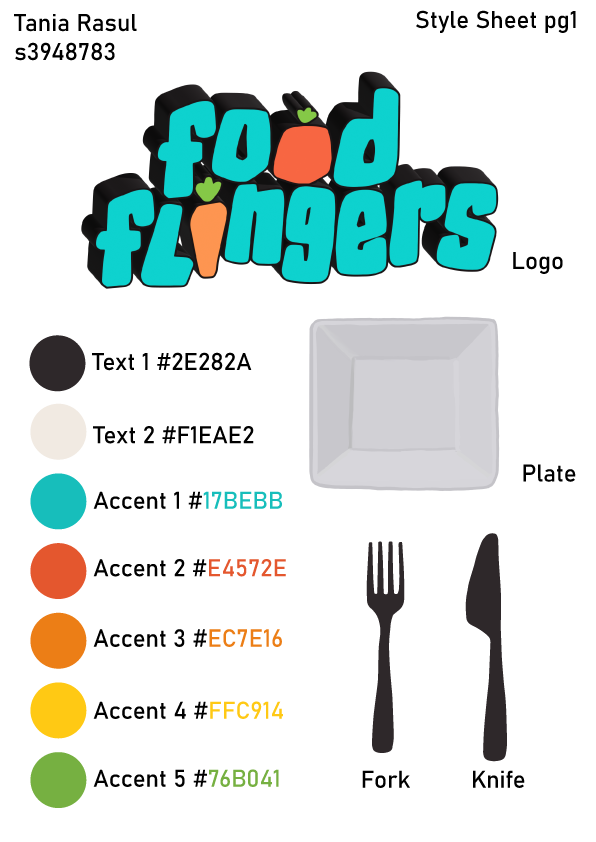 Tania Rasul
s3948783
Style Sheet pg1
food
flingers
Logo
Text 1 #2E282A
Text 2 #F1EAE2
Accent 1 #17BEBB
Accent 2 #E4572E
Accent 3 #EC7E16
Accent 4 #FFC914
Accent 5 #76B041
Plate
Fork
Knife